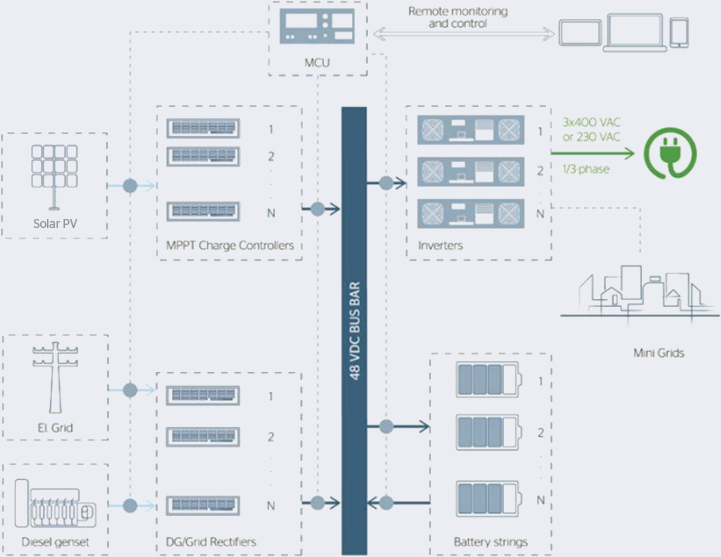 Remote monitoring
and control
MCU
1
2
N
MPPT Charge Controllers
Solar PV
1
2
N
Inverters
3x400 VAC
or 230 VAC
1/3-phase
48 VDC BUS BAR
Mini Grids
El. Grid
1
2
N
DG/Grid Rectifiers
Diesel genset
1
2
N
Battery strings